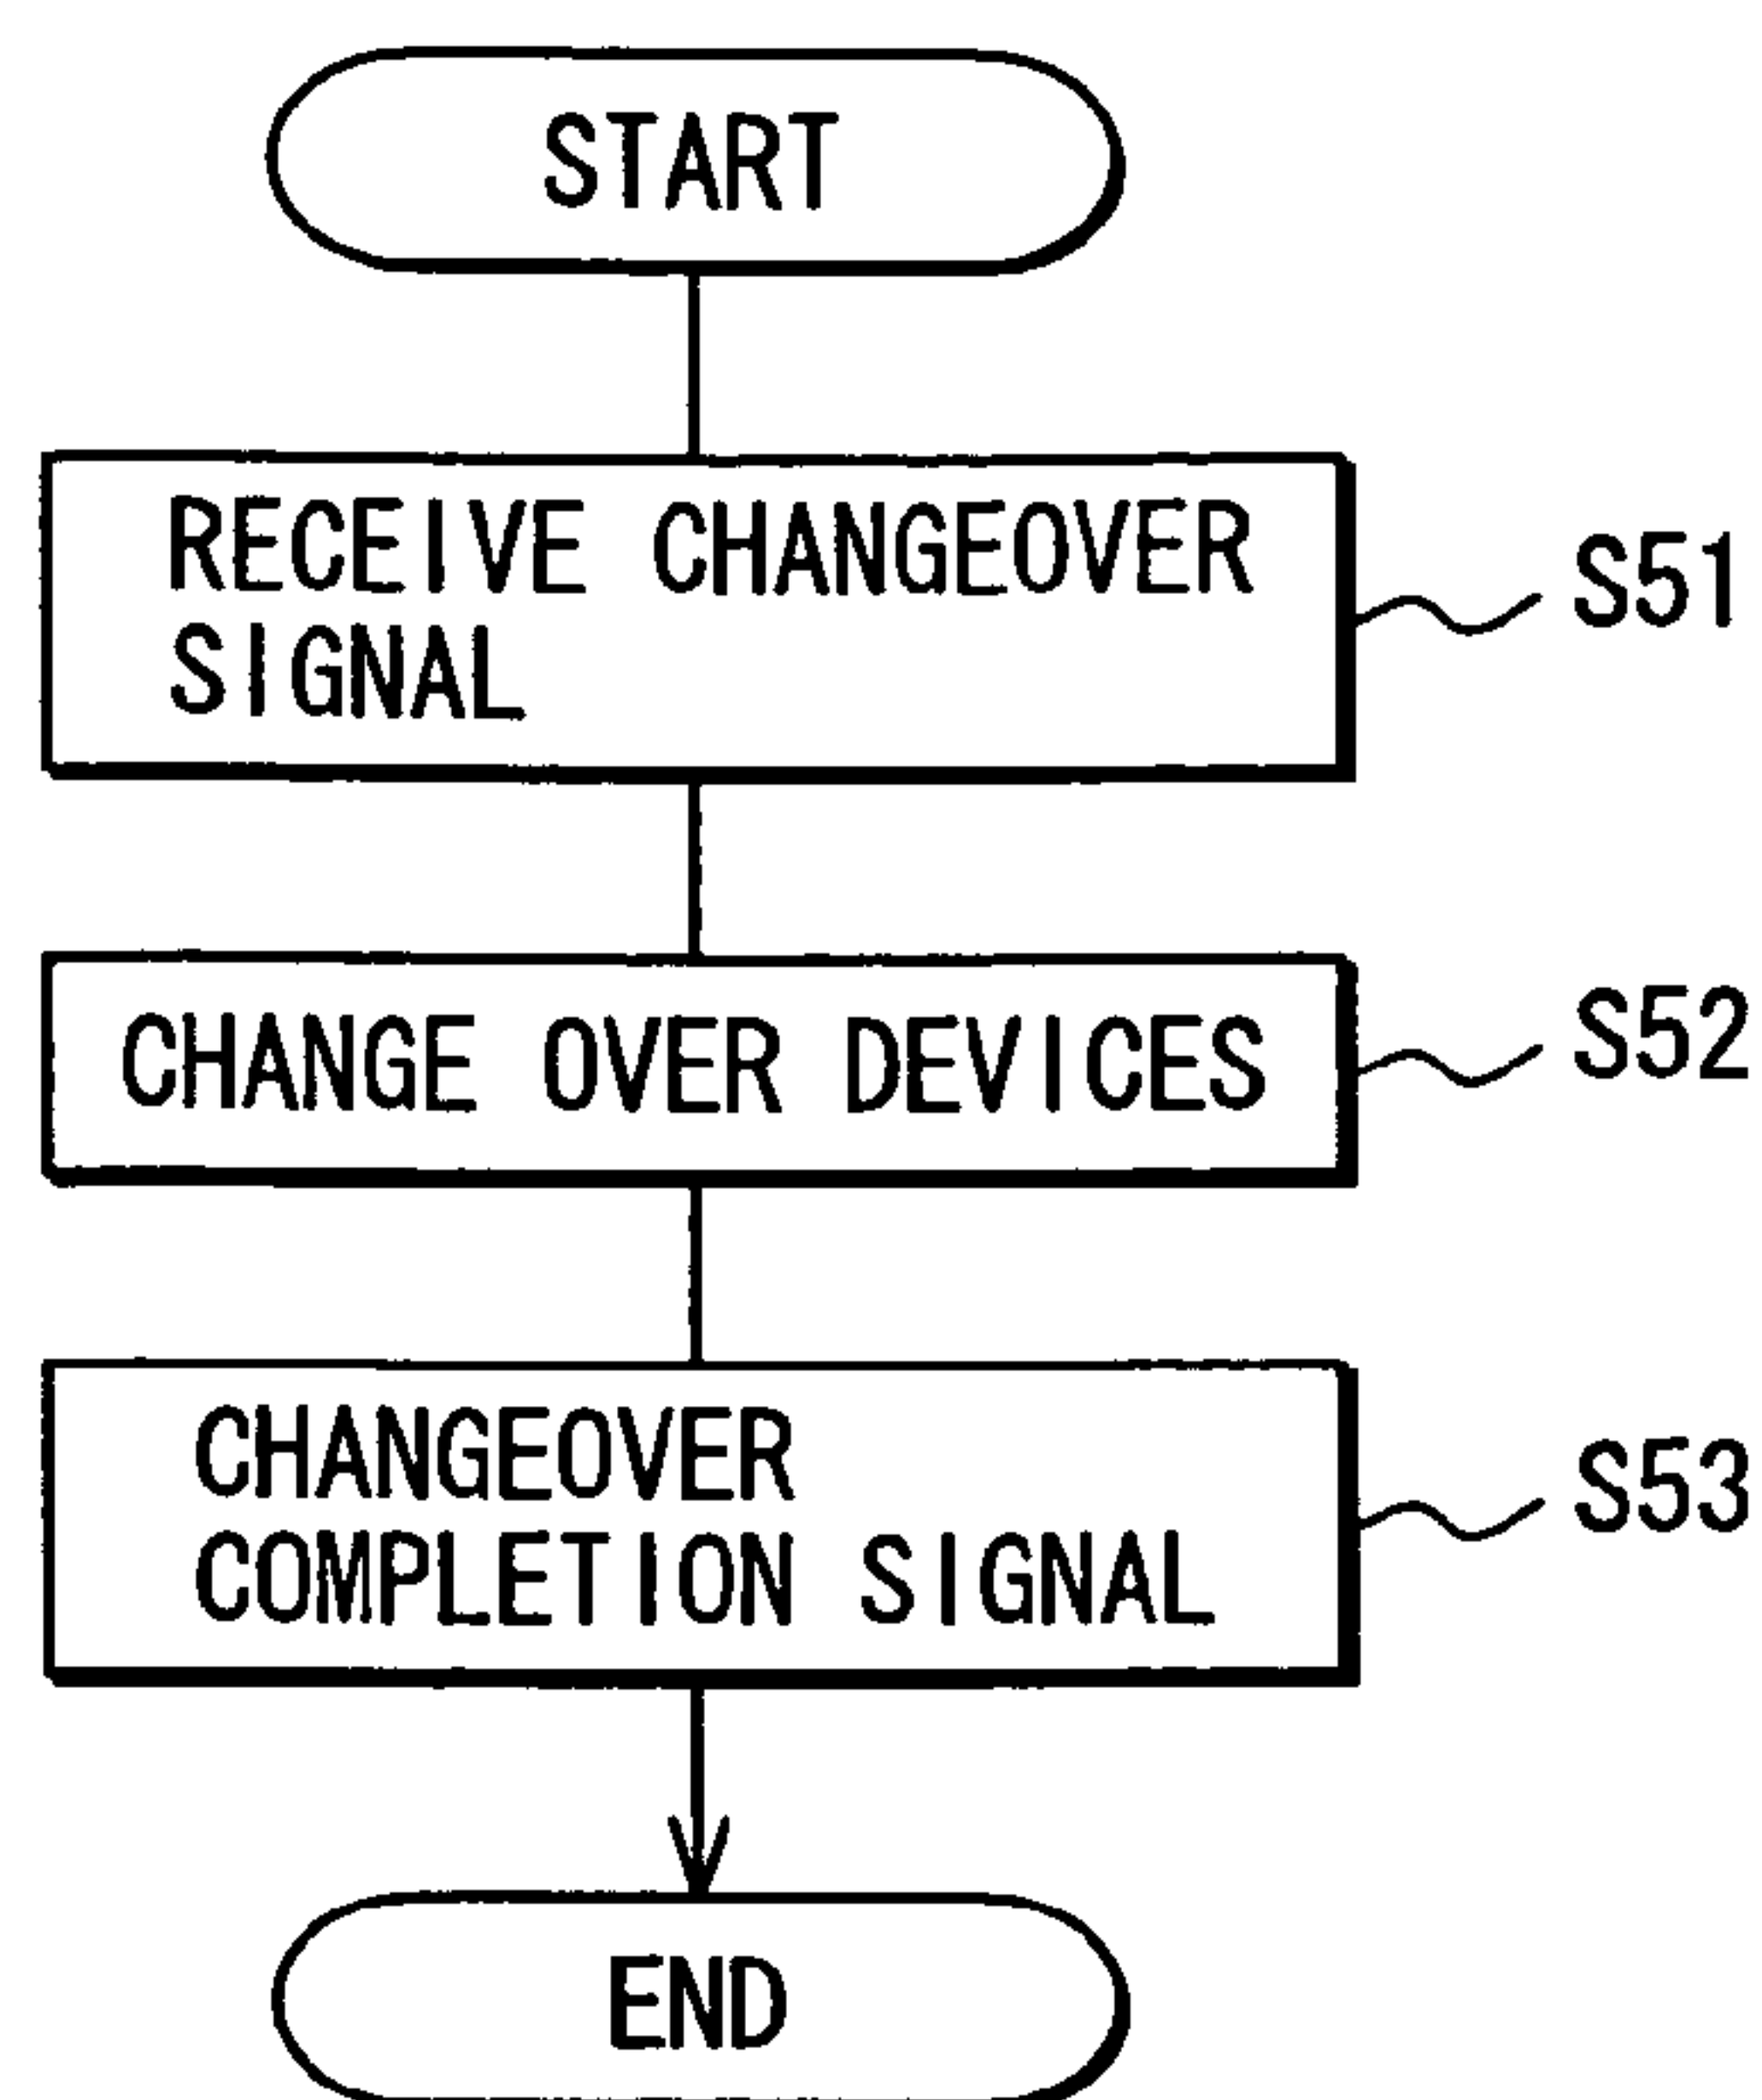 START
RECEIVE CHANGEOVER
SIGNAL
S51
CHANGE OVER DEVICES
S52
CHANGEOVER
COMPLETION SIGNAL
S53
END